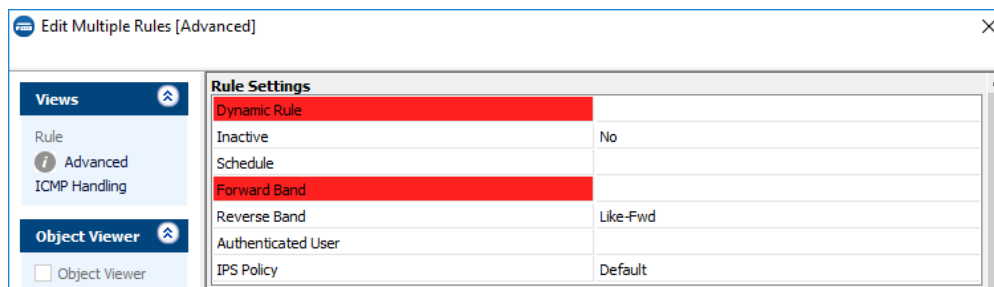 Edit Multiple Rules [Advanced]
Views
Rule
Advanced
ICMP Handling
Object Viewer
Object Viewer
Rule Settings
Dynamic Rule
Inactive No
Schedule
Forward Band
Reverse Band Like-Fwd
Authenticated User
IPS Policy Default